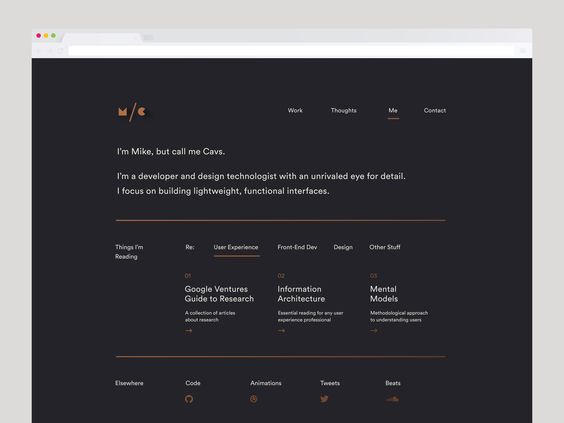 M/C
Work Thoughts Me Contact
I'm Mike, but call me Cavs.
I'm a developer and design technologist with an unrivaled eye for detail.
I focus on building lightweight, functional interfaces.
Things I'm
Reading
Re: User Experience Front-End Dev Design Other Stuff
01
Google Ventures
Guide to Research
A collection of articles
about research
02
Information
Architecture
Essential reading for any user
experience professional
03
Mental
Models
Methodological approach
to understanding users
Elsewhere Code Animations Tweets Beats